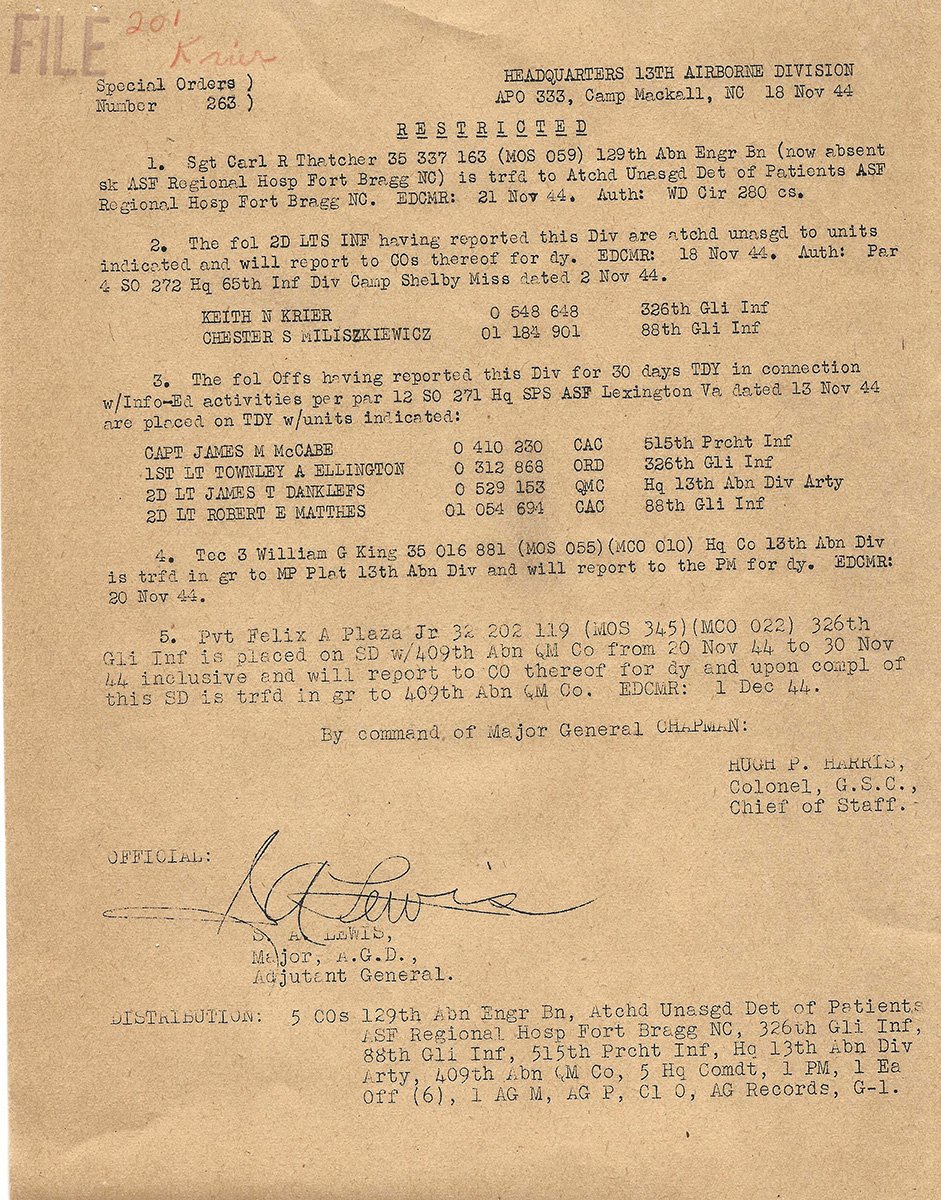 FILE 201
Krier
Special Orders )
Number 263 )
HEADQUARTERS 13TH AIRBORNE DIVISION
APO 333, Camp Mackall, NC 18 Nov 44
R E S T R I C T E D
1. Sgt Carl R Thatcher 35 337 163 (MOS 059) 129th Abn Engr Bn (now absent
sk ASF Regional Hosp Fort Bragg NC) is trfd to Atchd Unasgd Det of Patients ASF
Regional Hosp Fort Bragg NC. EDCMR: 21 Nov 44. Auth: WD Cir 280 cs.
2. The fol 2D LTS INF having reported this Div are atchd unasgd to units
indicated and will report to COs thereof for dy. EDCMR: 18 Nov 44. Auth: Par
4 SO 272 Hq 65th Inf Div Camp Shelby Miss dated 2 Nov 44.
KEITH N KRIER 0 548 648 326th Gli Inf
CHESTER S MILISZKIEWICZ 01 184 901 88th Gli Inf
3. The fol Offs having reported this Div for 30 days TDY in connection
w/Info-Ed activities per par 12 SO 271 Hq SPS ASF Lexington Va dated 13 Nov 44
are placed on TDY w/units indicated:
CAPT JAMES M McCABE 0 410 230 CAC 515th Prcht Inf
1ST LT TOWNLEY A ELLINGTON 0 312 868 ORD 326th Gli Inf
2D LT JAMES T DANKLEFS 0 529 153 QMC Hq 13th Abn Div Arty
2D LT ROBERT E MATTHES 01 054 694 CAC 88th Gli Inf
4. Tec 3 William G King 35 016 881 (MOS 055)(MCO 010) Hq Co 13th Abn Div
is trfd in gr to MP Plat 13th Abn Div and will report to the PM for dy. EDCMR:
20 Nov 44.
5. Pvt Felix A Plaza Jr 32 202 119 (MOS 345)(MCO 022) 326th
Gli Inf is placed on SD w/409th Abn QM Co from 20 Nov 44 to 30 Nov
44 inclusive and will report to CO thereof for dy and upon compl of
this SD is trfd in gr to 409th Abn QM Co. EDCMR: 1 Dec 44.
By command of Major General CHAPMAN:
HUGH P. HARRIS,
Colonel, G.S.C.,
Chief of Staff.
OFFICIAL:
S A Lewis
S. A. LEWIS,
Major, A.G.D.,
Adjutant General.
DISTRIBUTION: 5 COs 129th Abn Engr Bn, Atchd Unasgd Det of Patients
ASF Regional Hosp Fort Bragg NC, 326th Gli Inf,
88th Gli Inf, 515th Prcht Inf, Hq 13th Abn Div
Arty, 409th Abn QM Co, 5 Hq Comdt, 1 PM, 1 Ea
Off (6), 1 AG M, AG P, Cl O, AG Records, G-1.